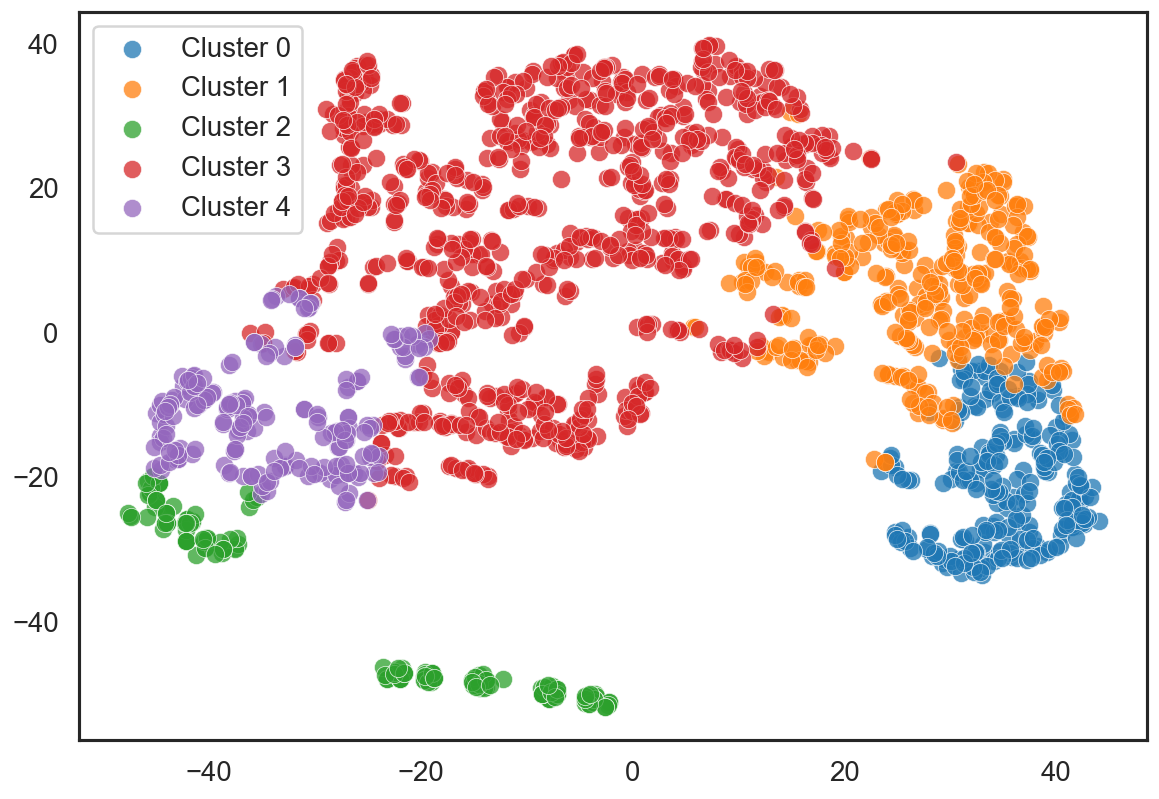 Cluster 0
Cluster 1
Cluster 2
Cluster 3
Cluster 4
40
20
0
−20
−40
−40 −20 0 20 40